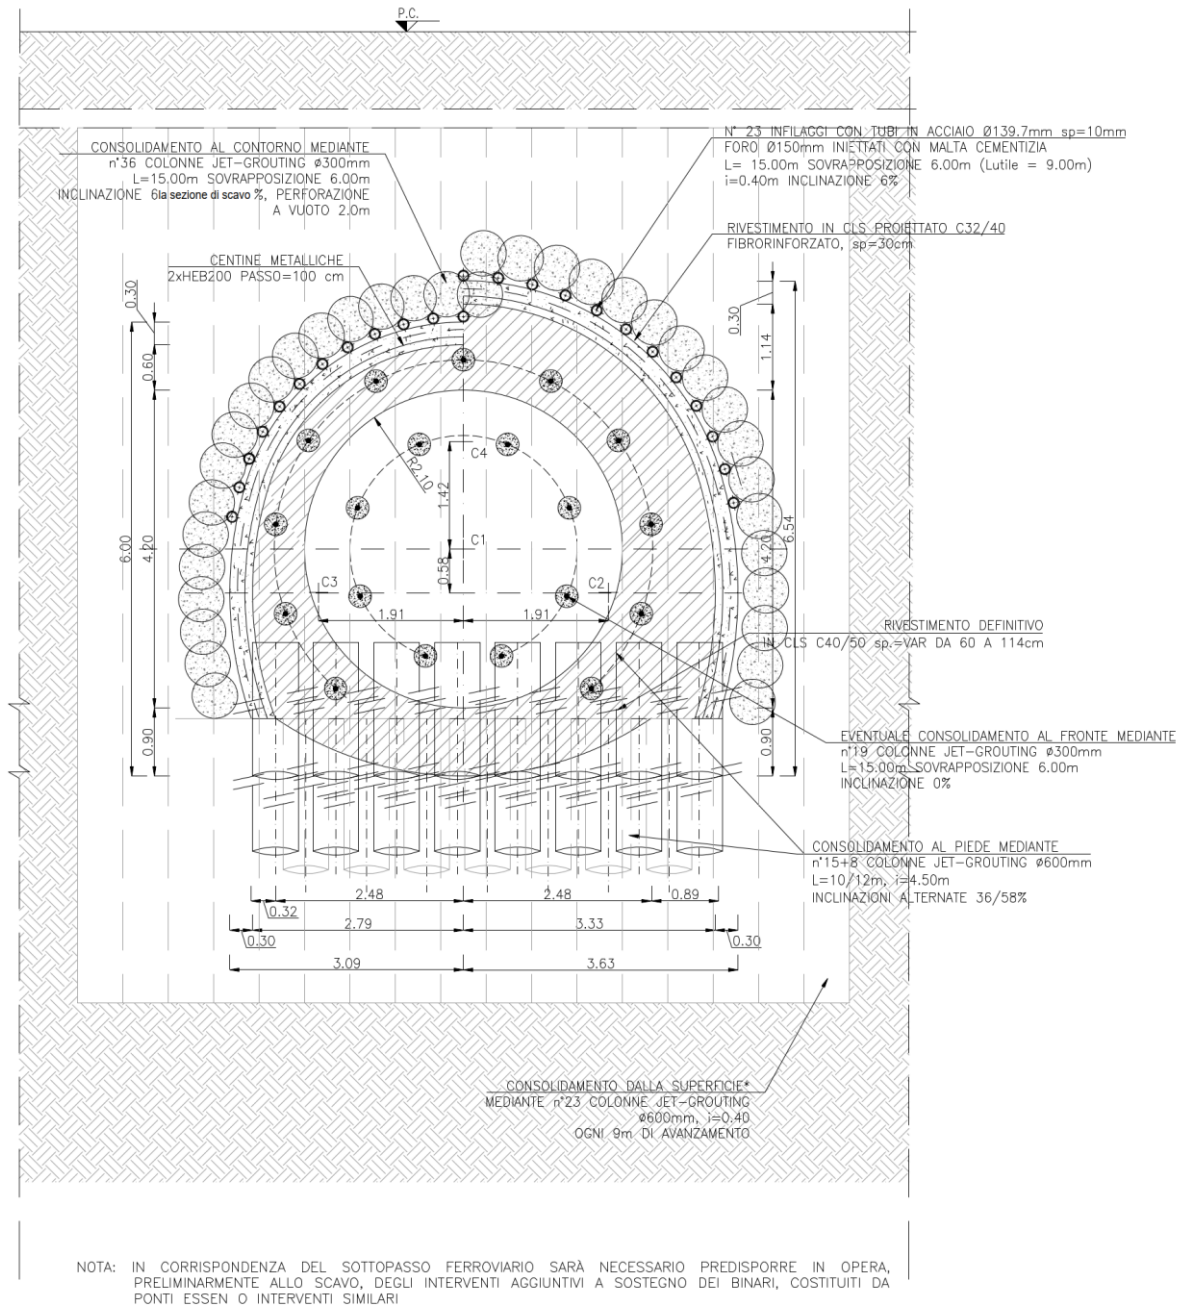 P.C.
CONSOLIDAMENTO AL CONTORNO MEDIANTE
n°36 COLONNE JET-GROUTING ø300mm
L=15.00m SOVRAPPOSIZIONE 6.00m
INCLINAZIONE 6la sezione di scavo %, PERFORAZIONE
A VUOTO 2.0m
N° 23 INFILAGGI CON TUBI IN ACCIAIO Ø139.7mm sp=10mm
FORO Ø150mm INIETTATI CON MALTA CEMENTIZIA
L= 15.00m SOVRAPPOSIZIONE 6.00m (Lutile = 9.00m)
i=0.40m INCLINAZIONE 6%
RIVESTIMENTO IN CLS PROIETTATO C32/40
FIBRORINFORZATO, sp=30cm
CENTINE METALLICHE
2xHEB200 PASSO=100 cm
0.30
0.60
4.20
6.00
0.90
0.30
1.14
4.20
6.54
0.90
R2.10
C4
1.42
C1
0.58
C3
C2
1.91
1.91
RIVESTIMENTO DEFINITIVO
IN CLS C40/50 sp.=VAR DA 60 A 114cm
EVENTUALE CONSOLIDAMENTO AL FRONTE MEDIANTE
n°19 COLONNE JET-GROUTING ø300mm
L=15.00m SOVRAPPOSIZIONE 6.00m
INCLINAZIONE 0%
CONSOLIDAMENTO AL PIEDE MEDIANTE
n°15+8 COLONNE JET-GROUTING ø600mm
L=10/12m, i=4.50m
INCLINAZIONI ALTERNATE 36/58%
2.48
2.48
0.89
0.32
2.79
3.33
0.30
0.30
3.09
3.63
CONSOLIDAMENTO DALLA SUPERFICIE*
MEDIANTE n°23 COLONNE JET-GROUTING
ø600mm, i=0.40
OGNI 9m DI AVANZAMENTO
NOTA: IN CORRISPONDENZA DEL SOTTOPASSO FERROVIARIO SARÀ NECESSARIO PREDISPORRE IN OPERA,
PRELIMINARMENTE ALLO SCAVO, DEGLI INTERVENTI AGGIUNTIVI A SOSTEGNO DEI BINARI, COSTITUITI DA
PONTI ESSEN O INTERVENTI SIMILARI